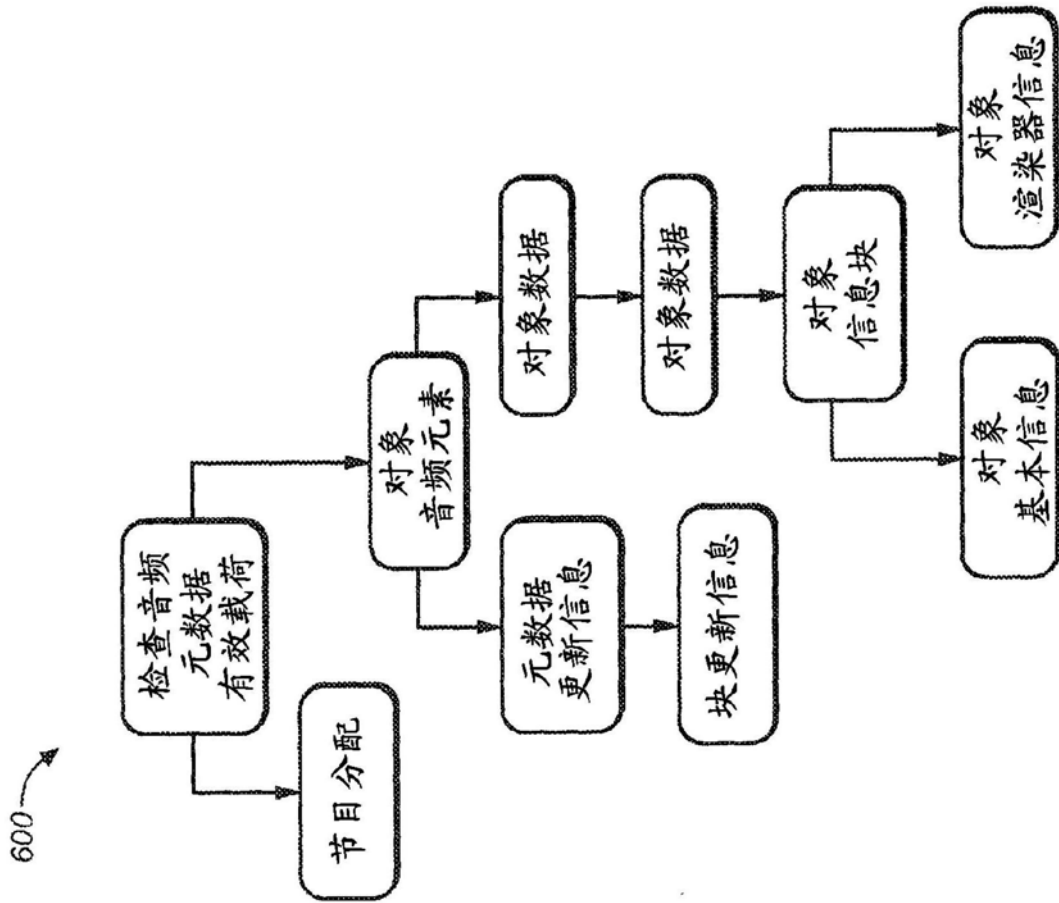 600
检查音频
元数据
有效载荷
节目分配
对象
音频元素
元数据
更新信息
块更新信息
对象数据
对象数据
对象
信息块
对象
基本信息
对象
渲染器信息